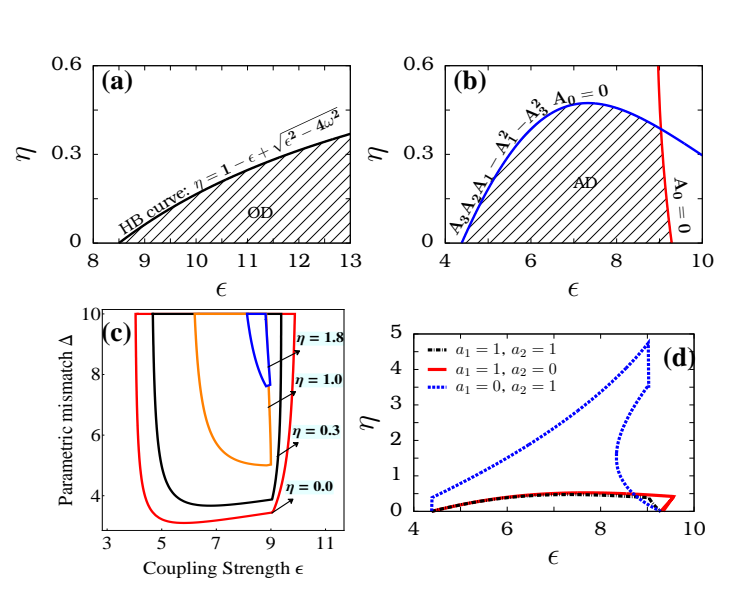 (a)
0.6
0.3
0
η
HB curve: η = 1 − ϵ + √ϵ² − 4ω²
OD
8 9 10 11 12 13
ϵ
(b)
0.6
0.3
0
η
A₃A₂A₁ − A₁² − A₃² A₀ = 0
AD
A₀ = 0
4 6 8 10
ϵ
(c)
10
8
6
4
Parametric mismatch Δ
η = 1.8
η = 1.0
η = 0.3
η = 0.0
3 5 7 9 11
Coupling Strength ϵ
(d)
5
4
3
2
1
0
η
a₁ = 1, a₂ = 1
a₁ = 1, a₂ = 0
a₁ = 0, a₂ = 1
4 6 8 10
ϵ